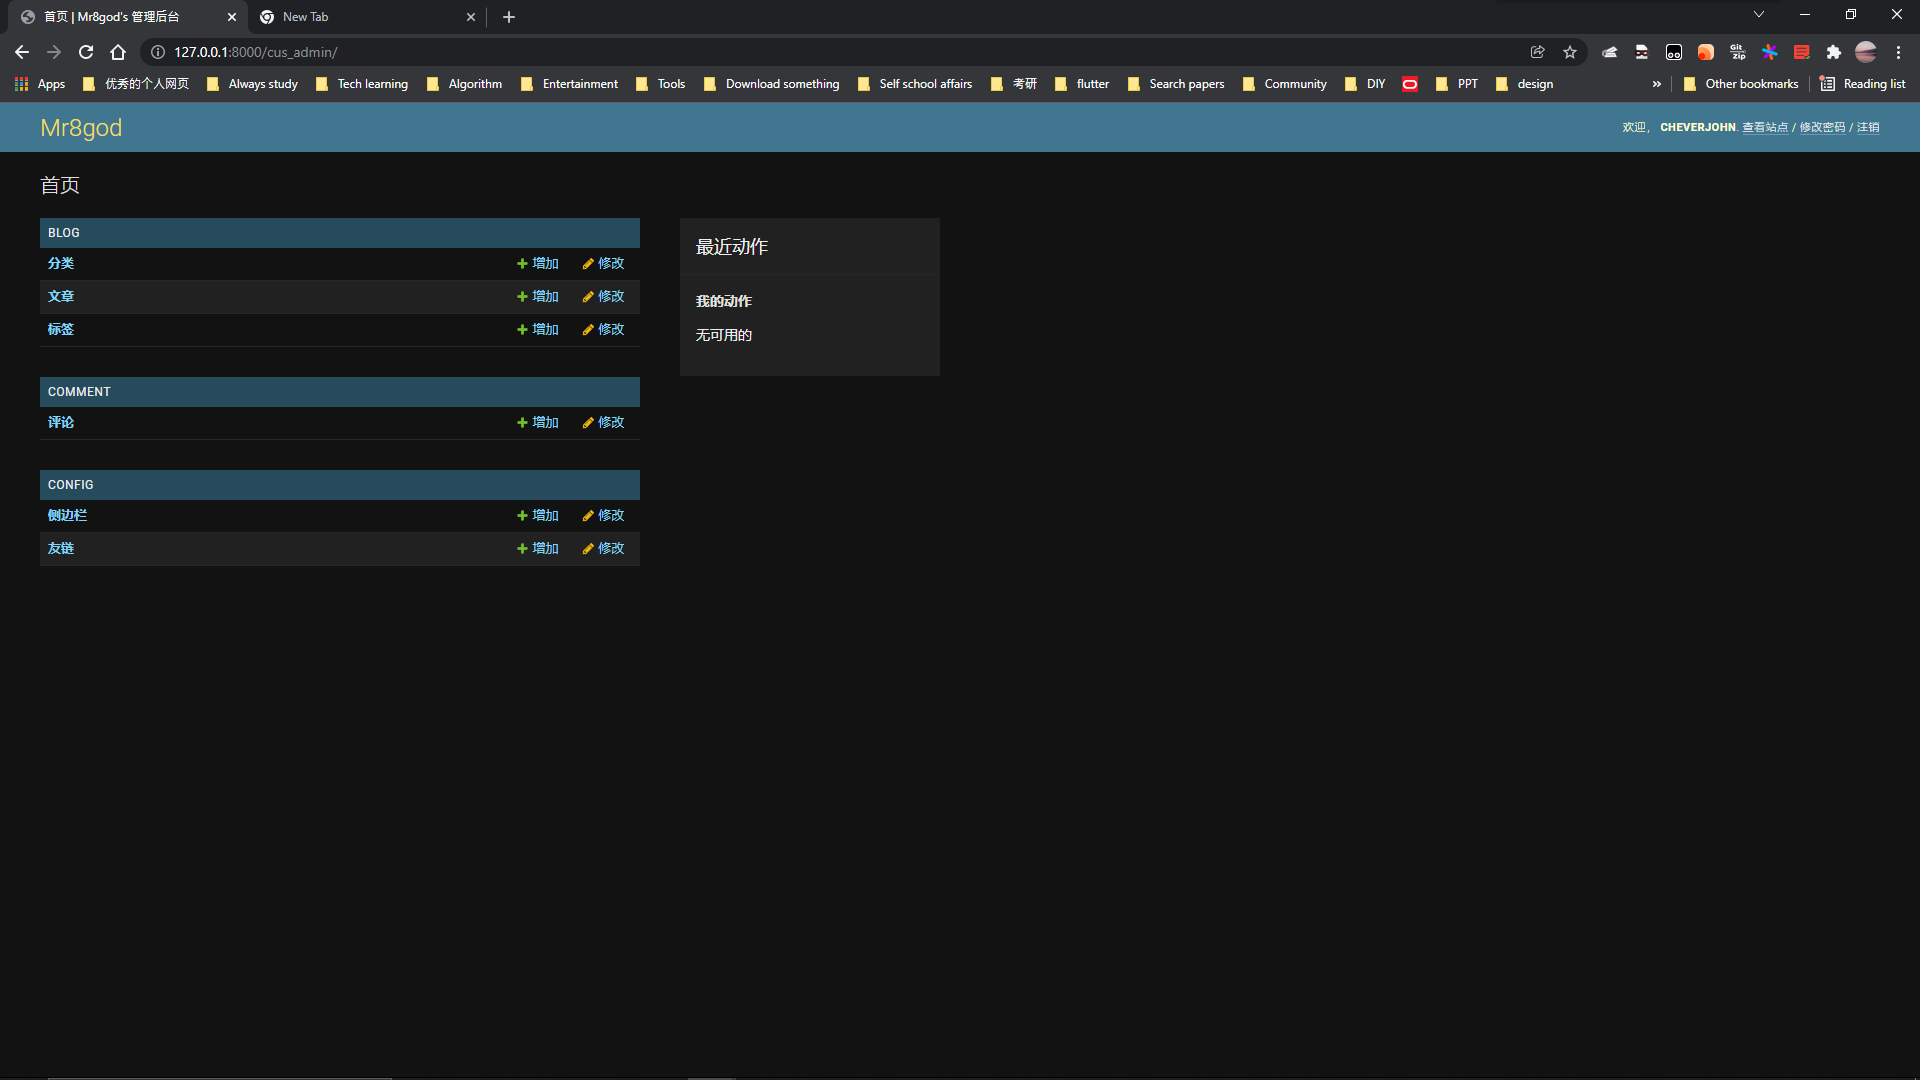 首页 | Mr8god's 管理后台
New Tab
127.0.0.1:8000/cus_admin/
Git Zip
Apps 优秀的个人网页 Always study Tech learning Algorithm Entertainment Tools Download something Self school affairs 考研 flutter Search papers Community DIY PPT design » Other bookmarks Reading list
Mr8god
欢迎， CHEVERJOHN. 查看站点 / 修改密码 / 注销
首页
BLOG
分类 增加 修改
文章 增加 修改
标签 增加 修改
COMMENT
评论 增加 修改
CONFIG
侧边栏 增加 修改
友链 增加 修改
最近动作
我的动作
无可用的